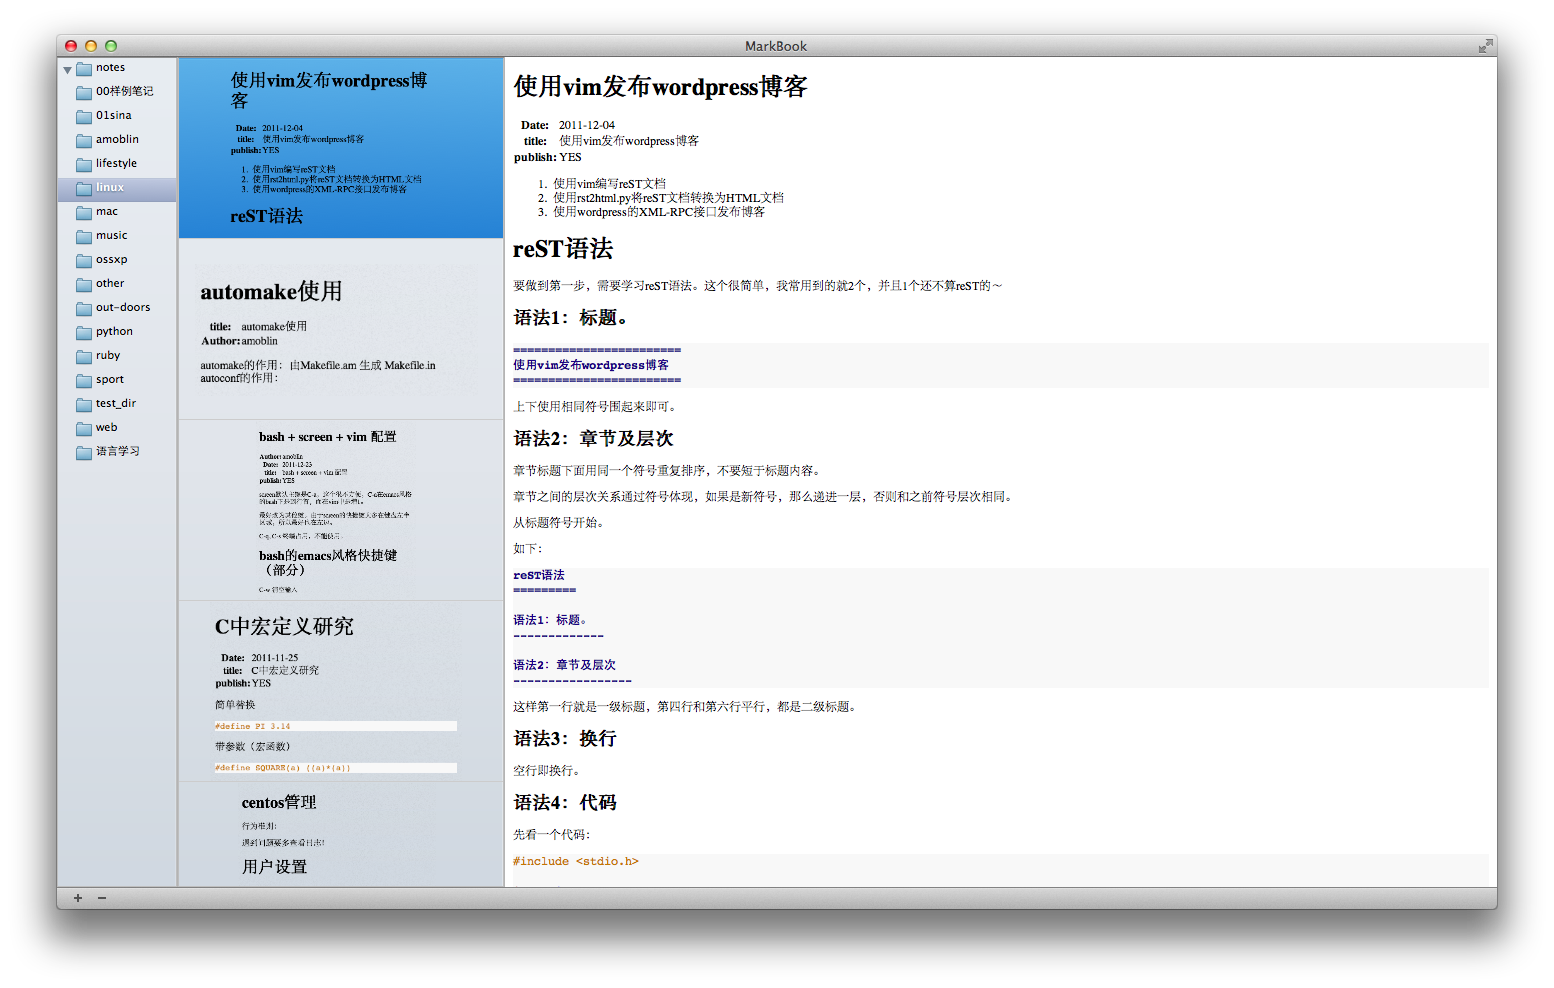 MarkBook
notes
00样例笔记
01sina
amoblin
lifestyle
linux
mac
music
ossxp
other
out-doors
python
ruby
sport
test_dir
web
语言学习
使用vim发布wordpress博
客
Date: 2011-12-04
title: 使用vim发布wordpress博客
publish: YES
1. 使用vim编写reST文档
2. 使用rst2html.py将reST文档转换为HTML文档
3. 使用wordpress的XML-RPC接口发布博客
reST语法
automake使用
title: automake使用
Author: amoblin
automake的作用：由Makefile.am 生成 Makefile.in
autoconf的作用：
bash + screen + vim 配置
Author: amoblin
Date: 2011-12-23
title: bash + screen + vim 配置
publish: YES
bash的emacs风格快捷键
（部分）
C-w 清空输入
C中宏定义研究
Date: 2011-11-25
title: C中宏定义研究
publish: YES
简单替换
#define PI 3.14
带参数（宏函数）
#define SQUARE(a) ((a)*(a))
centos管理
行为准则：
遇到问题要多查看日志！
用户设置
使用vim发布wordpress博客
Date: 2011-12-04
title: 使用vim发布wordpress博客
publish: YES
1. 使用vim编写reST文档
2. 使用rst2html.py将reST文档转换为HTML文档
3. 使用wordpress的XML-RPC接口发布博客
reST语法
要做到第一步，需要学习reST语法。这个很简单，我常用到的就2个，并且1个还不算reST的～
语法1：标题。
========================
使用vim发布wordpress博客
========================
上下使用相同符号围起来即可。
语法2：章节及层次
章节标题下面用同一个符号重复排序，不要短于标题内容。
章节之间的层次关系通过符号体现，如果是新符号，那么递进一层，否则和之前符号层次相同。
从标题符号开始。
如下：
reST语法
=========
语法1：标题。
-------------
语法2：章节及层次
-----------------
这样第一行就是一级标题，第四行和第六行平行，都是二级标题。
语法3：换行
空行即换行。
语法4：代码
先看一个代码：
#include <stdio.h>